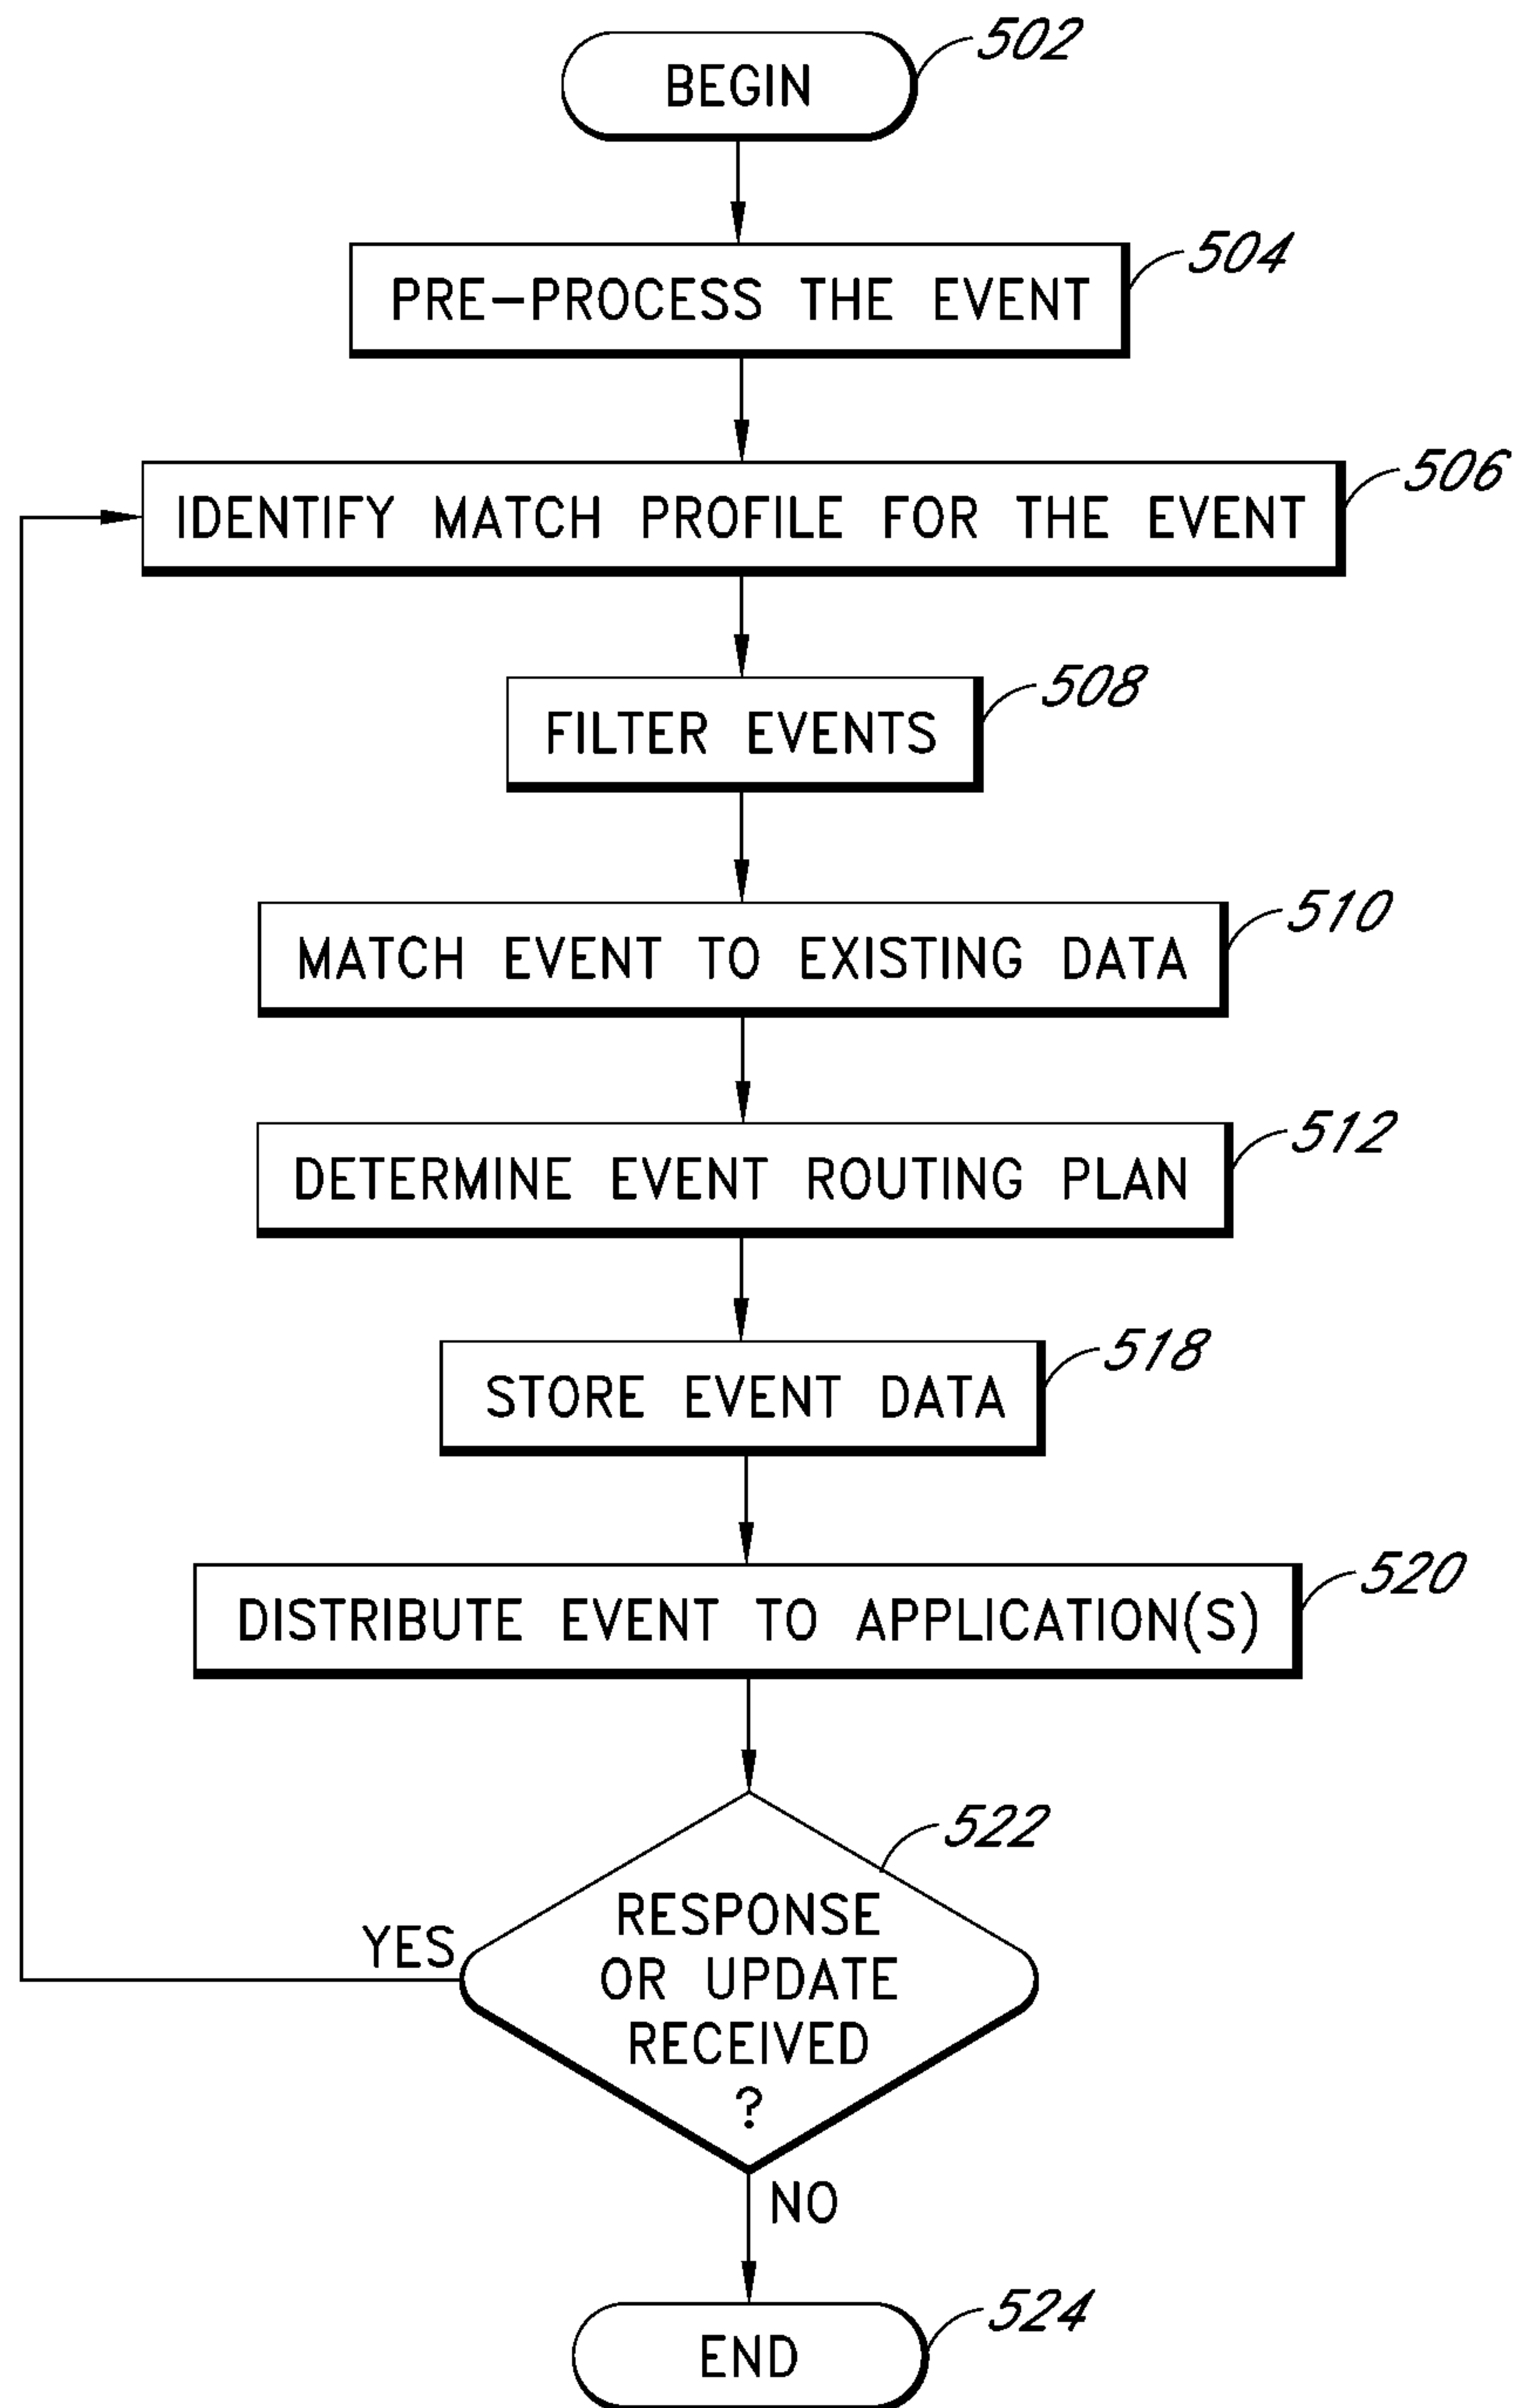 502
BEGIN
504
PRE-PROCESS THE EVENT
506
IDENTIFY MATCH PROFILE FOR THE EVENT
508
FILTER EVENTS
510
MATCH EVENT TO EXISTING DATA
512
DETERMINE EVENT ROUTING PLAN
518
STORE EVENT DATA
520
DISTRIBUTE EVENT TO APPLICATION(S)
522
RESPONSE
YES
OR UPDATE
RECEIVED
?
NO
524
END